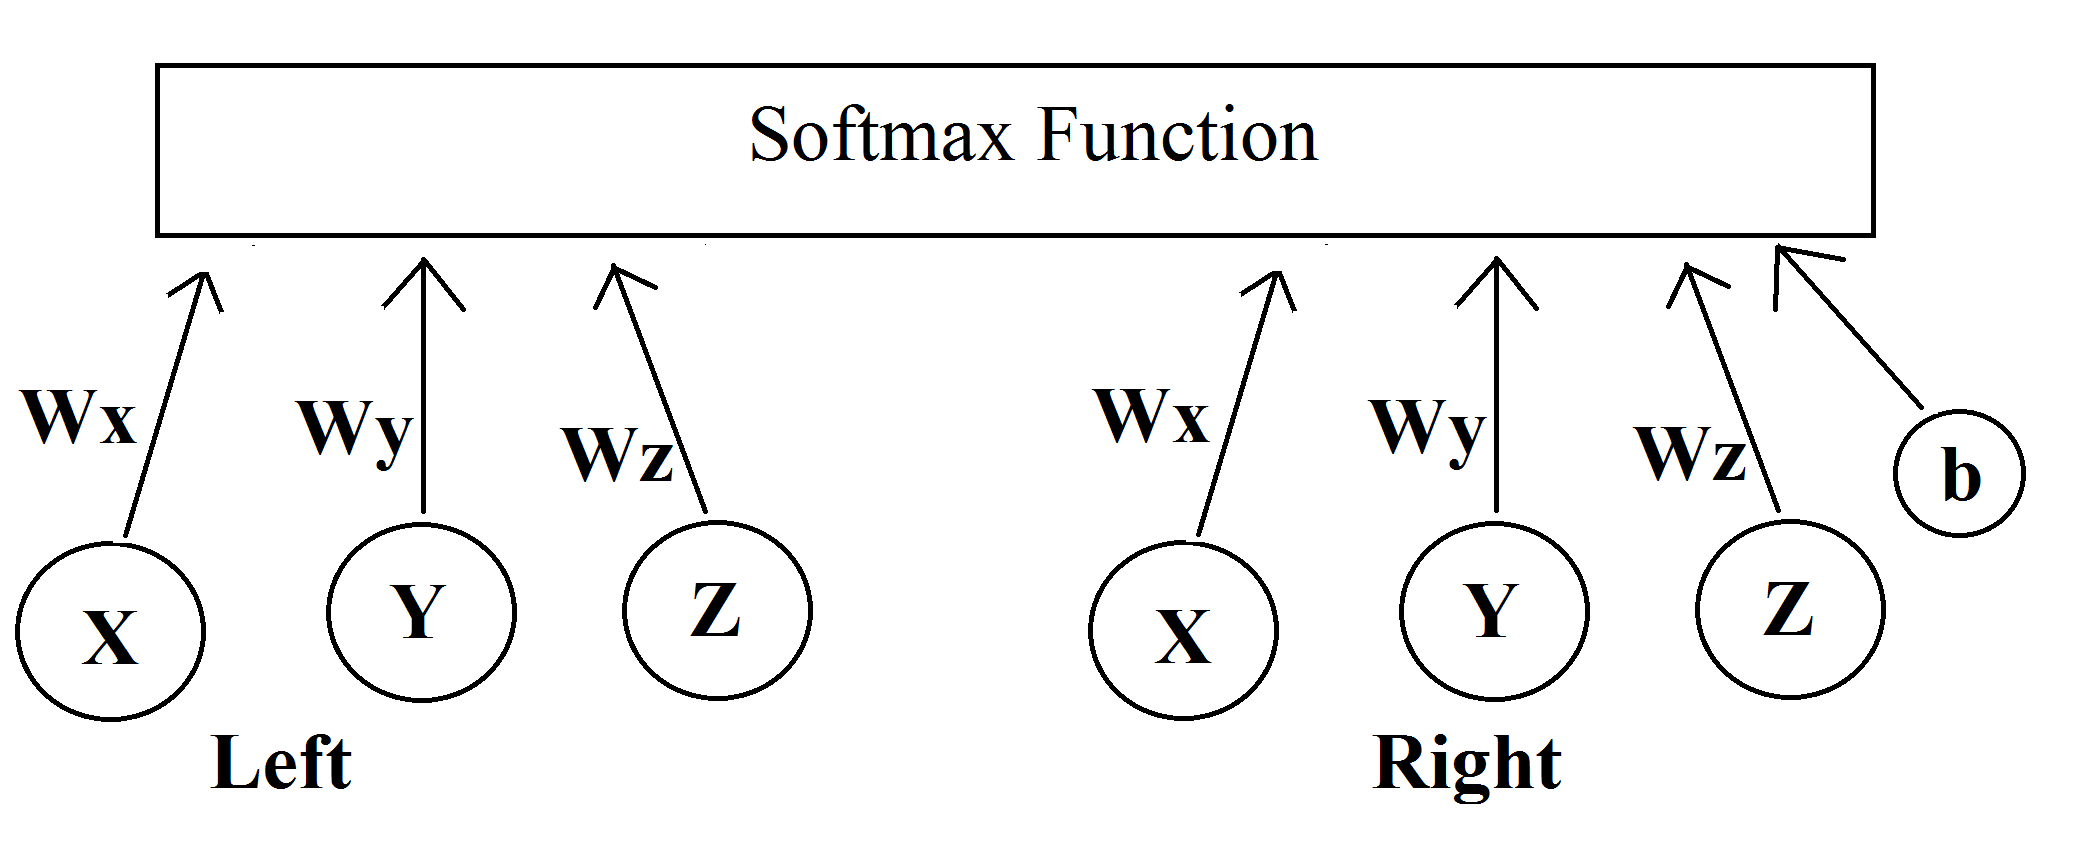 Softmax Function
Wx Wy Wz Wx Wy Wz
b
X Y Z X Y Z
Left Right